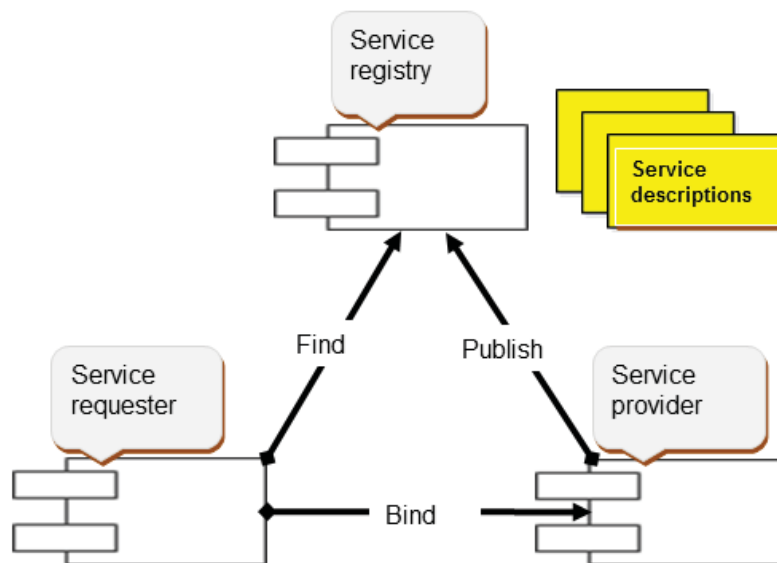 Service
registry
Service
descriptions
Find
Publish
Service
requester
Service
provider
Bind